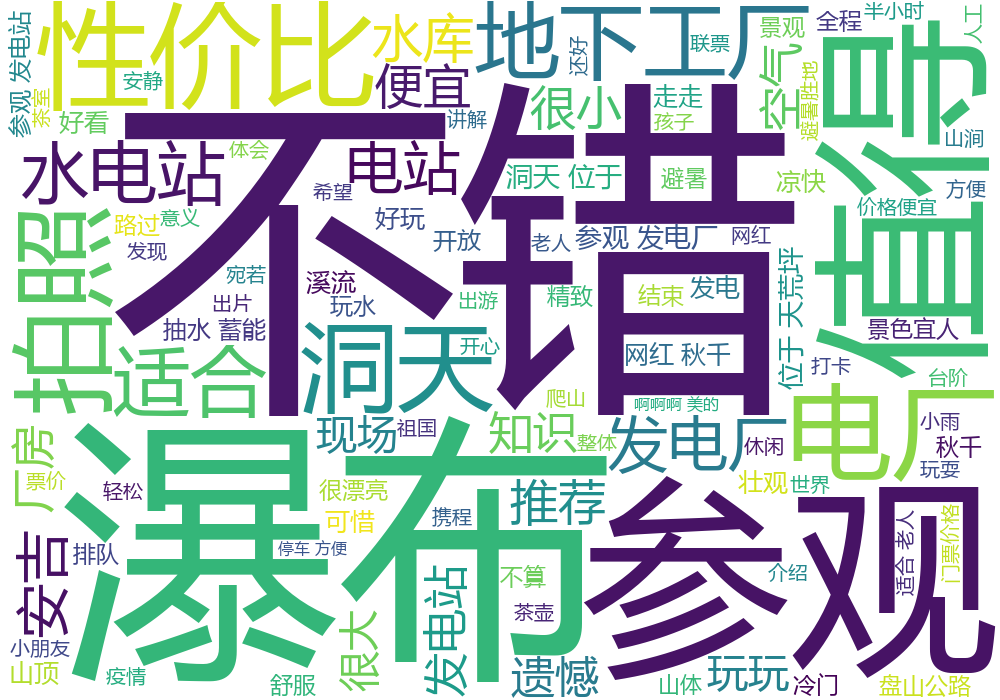 性价比
水库
地下工厂
景观
全程
半小时
人工
参观 发电站
安静
茶室
便宜
还好
联票
空气
避暑胜地
值得
好看
讲解
很小
走走
孩子
山涧
水电站
体会
电站
希望
洞天 位于
避暑
凉快
方便
价格便宜
不错
拍照
路过
意义
发现
好玩
开放
老人
参观 发电厂
网红
宛若
溪流
出片
玩水
出游
精致
结束
发电
位于 天荒坪
抽水 蓄能
景色宜人
适合
洞天
开心
网红 秋千
打卡
台阶
爬山
啊啊啊 美的
电厂
厂房
瀑布
现场
祖国
知识
整体
发电厂
休闲
小雨
秋千
玩耍
票价
轻松
很漂亮
推荐
壮观
世界
可惜
携程
参观
安吉
排队
停车 方便
不算
介绍
适合 老人
门票价格
茶壶
发电站
很大
小朋友
山顶
疫情
舒服
遗憾
山体
玩玩
冷门
盘山公路